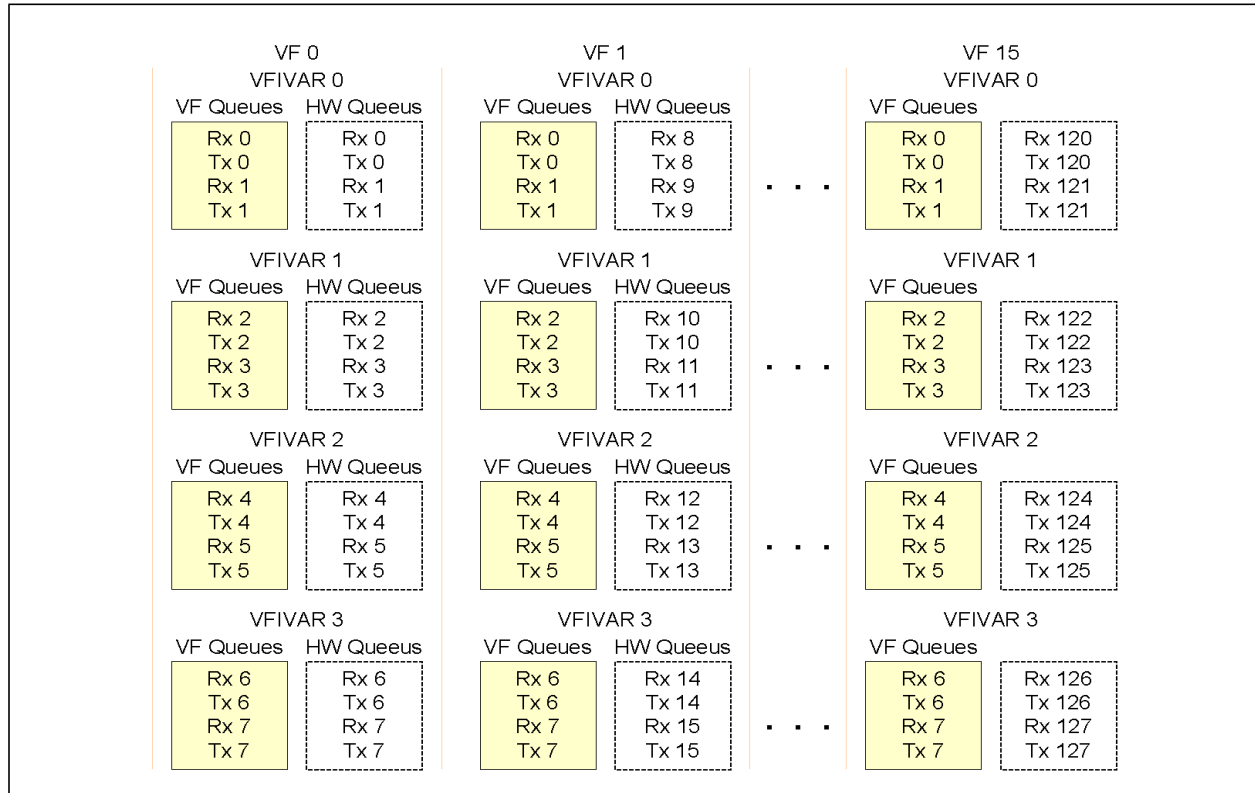 VF 0 VF 1 VF 15
VFIVAR 0 VFIVAR 0 VFIVAR 0
VF Queues HW Queeus VF Queues HW Queeus VF Queues
Rx 0 Rx 0 Rx 0 Rx 8 Rx 0 Rx 120
Tx 0 Tx 0 Tx 0 Tx 8 Tx 0 Tx 120
Rx 1 Rx 1 Rx 1 Rx 9 Rx 1 Rx 121
Tx 1 Tx 1 Tx 1 Tx 9 Tx 1 Tx 121
. . .
VFIVAR 1 VFIVAR 1 VFIVAR 1
VF Queues HW Queeus VF Queues HW Queeus VF Queues
Rx 2 Rx 2 Rx 2 Rx 10 Rx 2 Rx 122
Tx 2 Tx 2 Tx 2 Tx 10 Tx 2 Tx 122
Rx 3 Rx 3 Rx 3 Rx 11 Rx 3 Rx 123
Tx 3 Tx 3 Tx 3 Tx 11 Tx 3 Tx 123
. . .
VFIVAR 2 VFIVAR 2 VFIVAR 2
VF Queues HW Queeus VF Queues HW Queeus VF Queues
Rx 4 Rx 4 Rx 4 Rx 12 Rx 4 Rx 124
Tx 4 Tx 4 Tx 4 Tx 12 Tx 4 Tx 124
Rx 5 Rx 5 Rx 5 Rx 13 Rx 5 Rx 125
Tx 5 Tx 5 Tx 5 Tx 13 Tx 5 Tx 125
. . .
VFIVAR 3 VFIVAR 3 VFIVAR 3
VF Queues HW Queeus VF Queues HW Queeus VF Queues
Rx 6 Rx 6 Rx 6 Rx 14 Rx 6 Rx 126
Tx 6 Tx 6 Tx 6 Tx 14 Tx 6 Tx 126
Rx 7 Rx 7 Rx 7 Rx 15 Rx 7 Rx 127
Tx 7 Tx 7 Tx 7 Tx 15 Tx 7 Tx 127
. . .